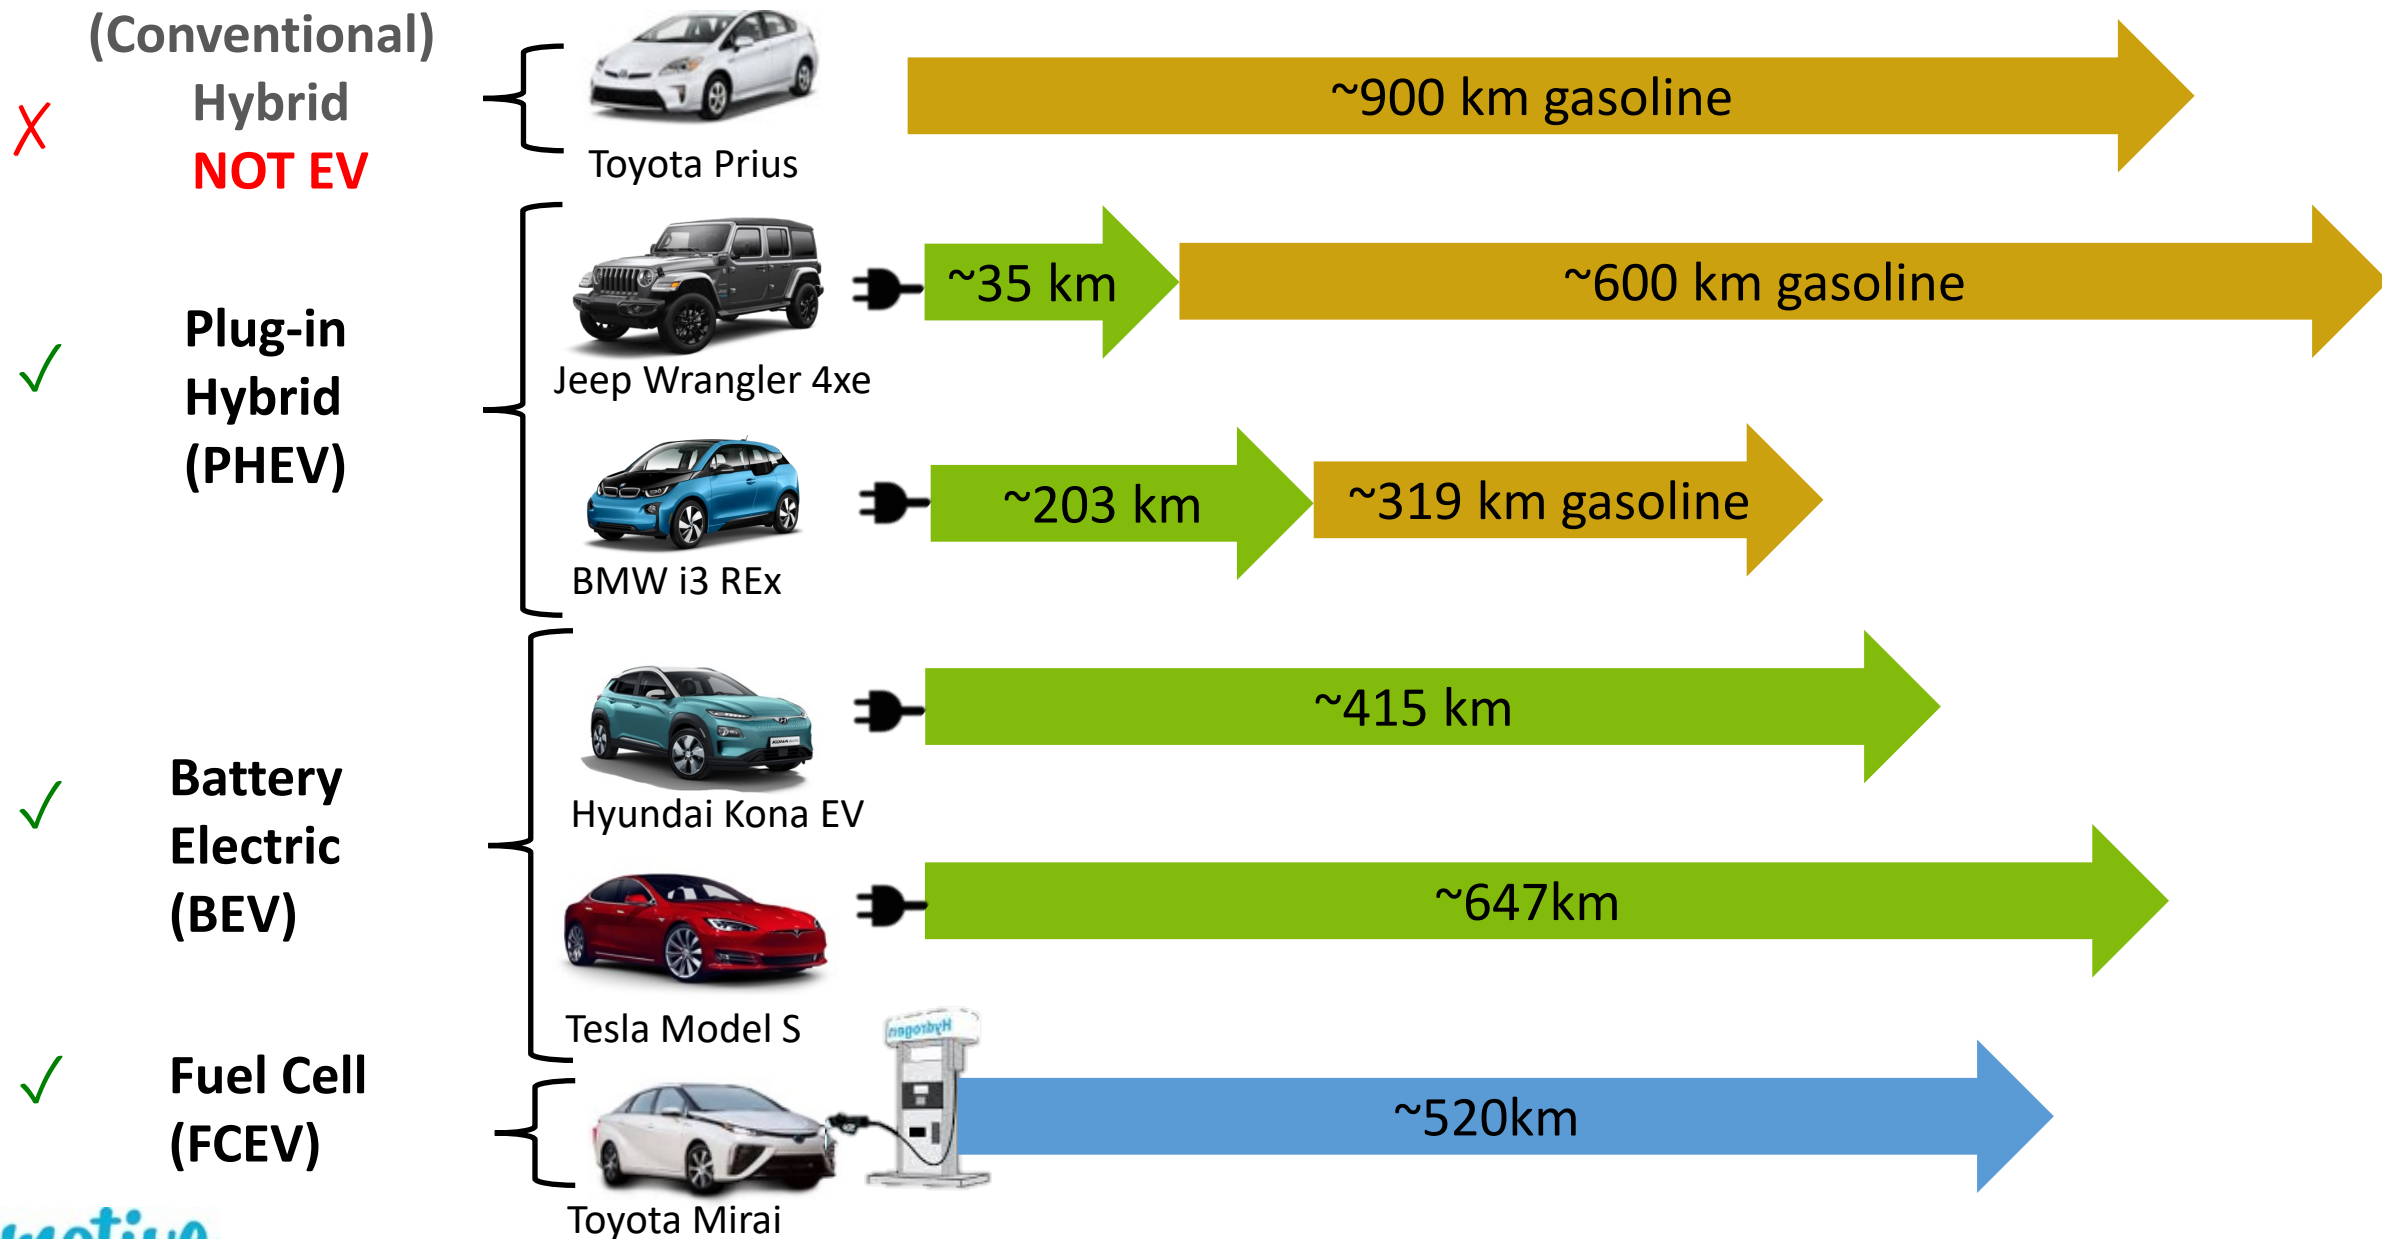 (Conventional)
Hybrid
NOT EV
Toyota Prius
~900 km gasoline
Plug-in
Hybrid
(PHEV)
~35 km
~600 km gasoline
Jeep Wrangler 4xe
~203 km
~319 km gasoline
BMW i3 REx
Battery
Electric
(BEV)
~415 km
Hyundai Kona EV
~647km
Tesla Model S
Fuel Cell
(FCEV)
Hydrogen
~520km
Toyota Mirai